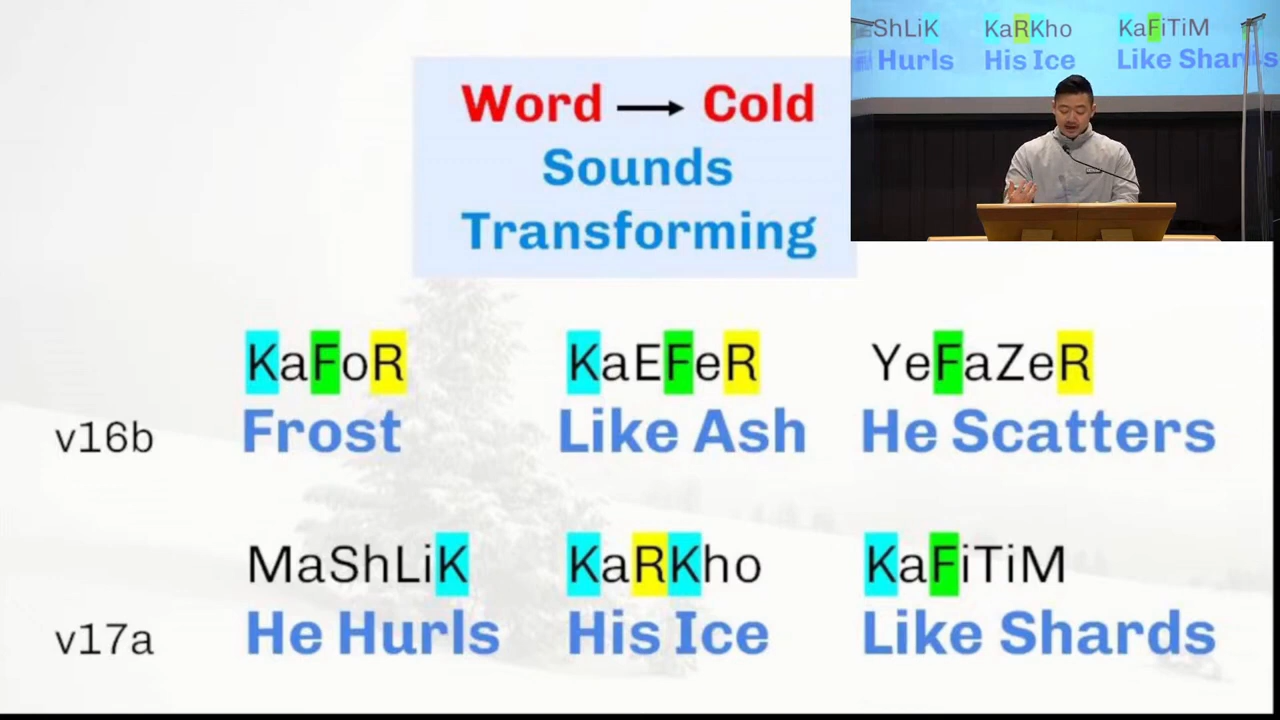 Word → Cold
Sounds
Transforming
KaFoR KaEFeR YeFaZeR
v16b Frost Like Ash He Scatters
MaShLiK KaRKho KaFiTiM
v17a He Hurls His Ice Like Shards
ShLiK KaRKho KaFiTiM
Hurls His Ice Like Shards